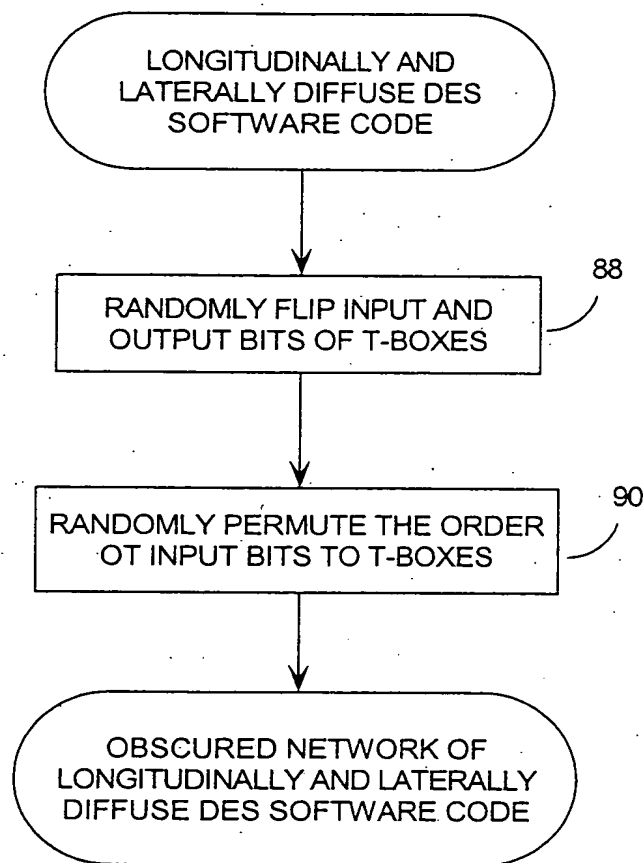 LONGITUDINALLY AND
LATERALLY DIFFUSE DES
SOFTWARE CODE
88
RANDOMLY FLIP INPUT AND
OUTPUT BITS OF T-BOXES
90
RANDOMLY PERMUTE THE ORDER
OT INPUT BITS TO T-BOXES
OBSCURED NETWORK OF
LONGITUDINALLY AND LATERALLY
DIFFUSE DES SOFTWARE CODE